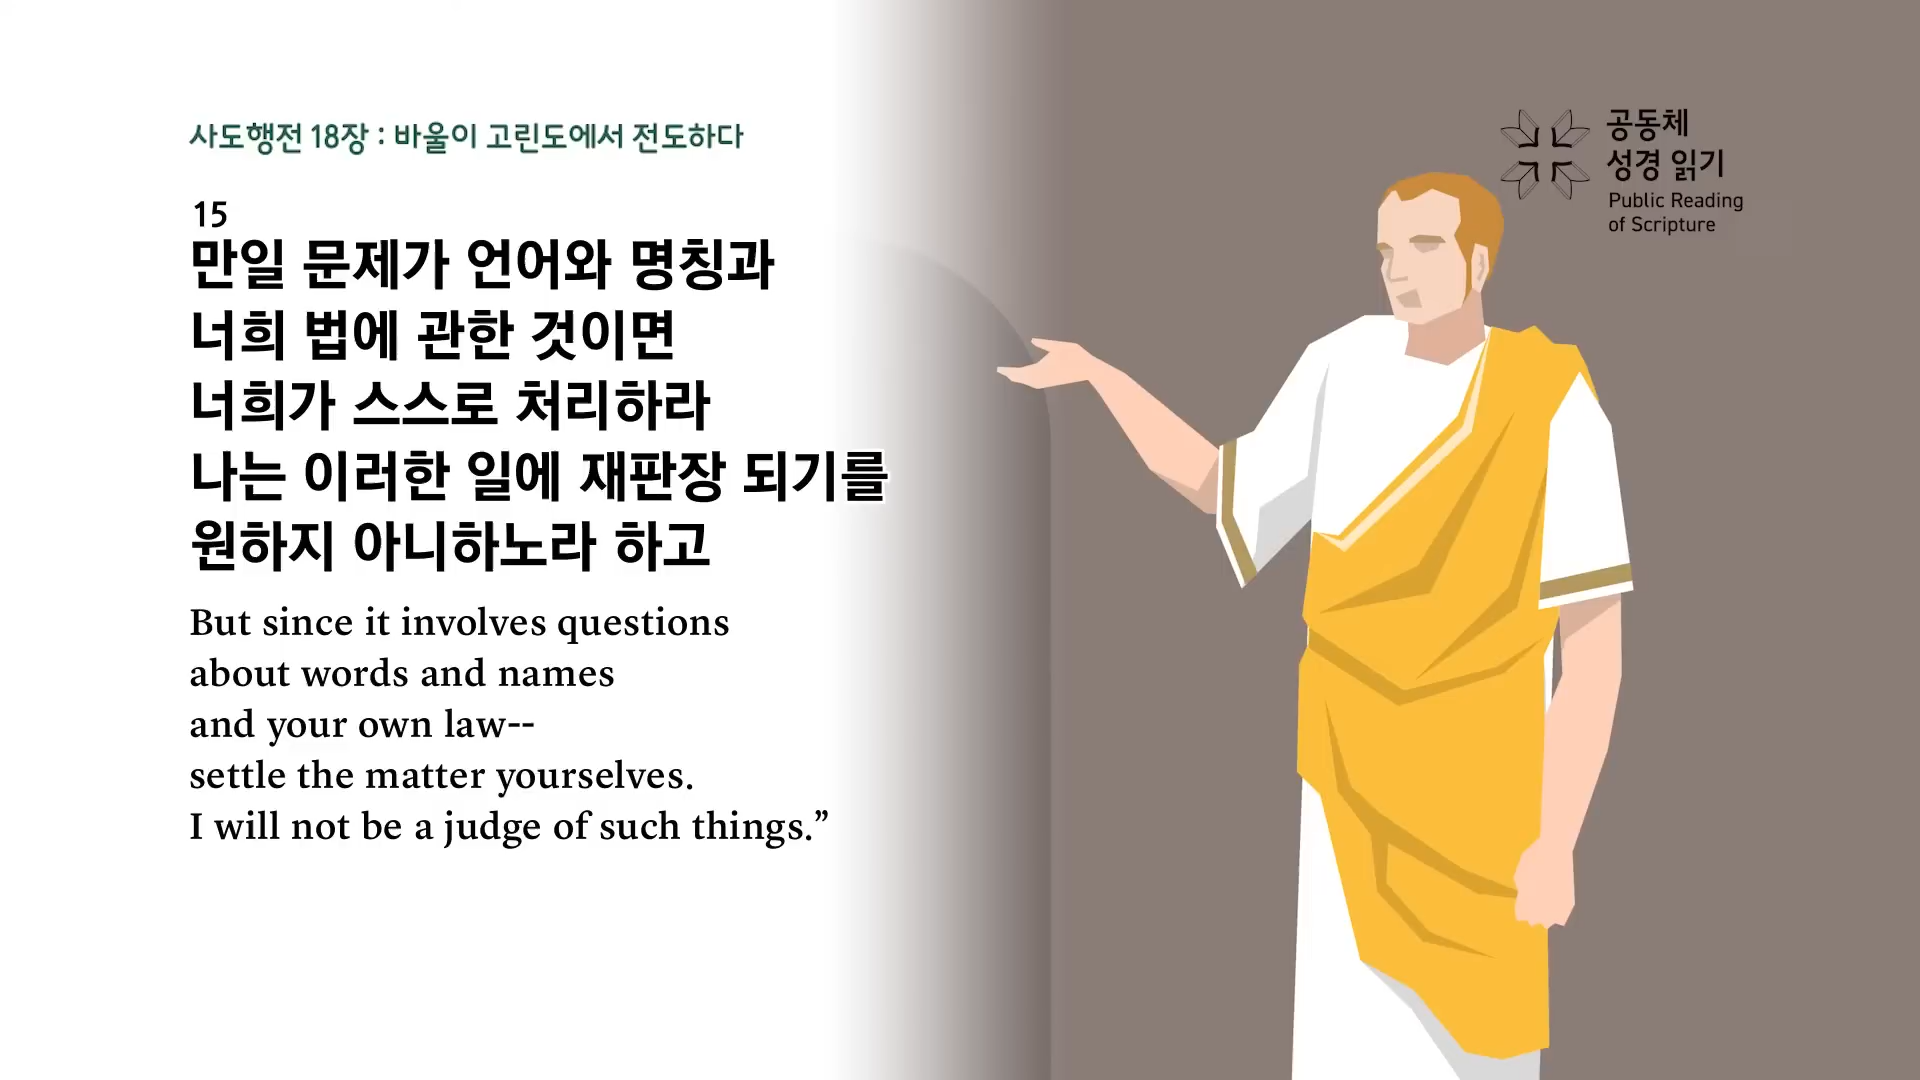 사도행전 18장 : 바울이 고린도에서 전도하다
15
만일 문제가 언어와 명칭과
너희 법에 관한 것이면
너희가 스스로 처리하라
나는 이러한 일에 재판장 되기를
원하지 아니하노라 하고
But since it involves questions
about words and names
and your own law--
settle the matter yourselves.
I will not be a judge of such things.”
공동체
성경 읽기
Public Reading
of Scripture